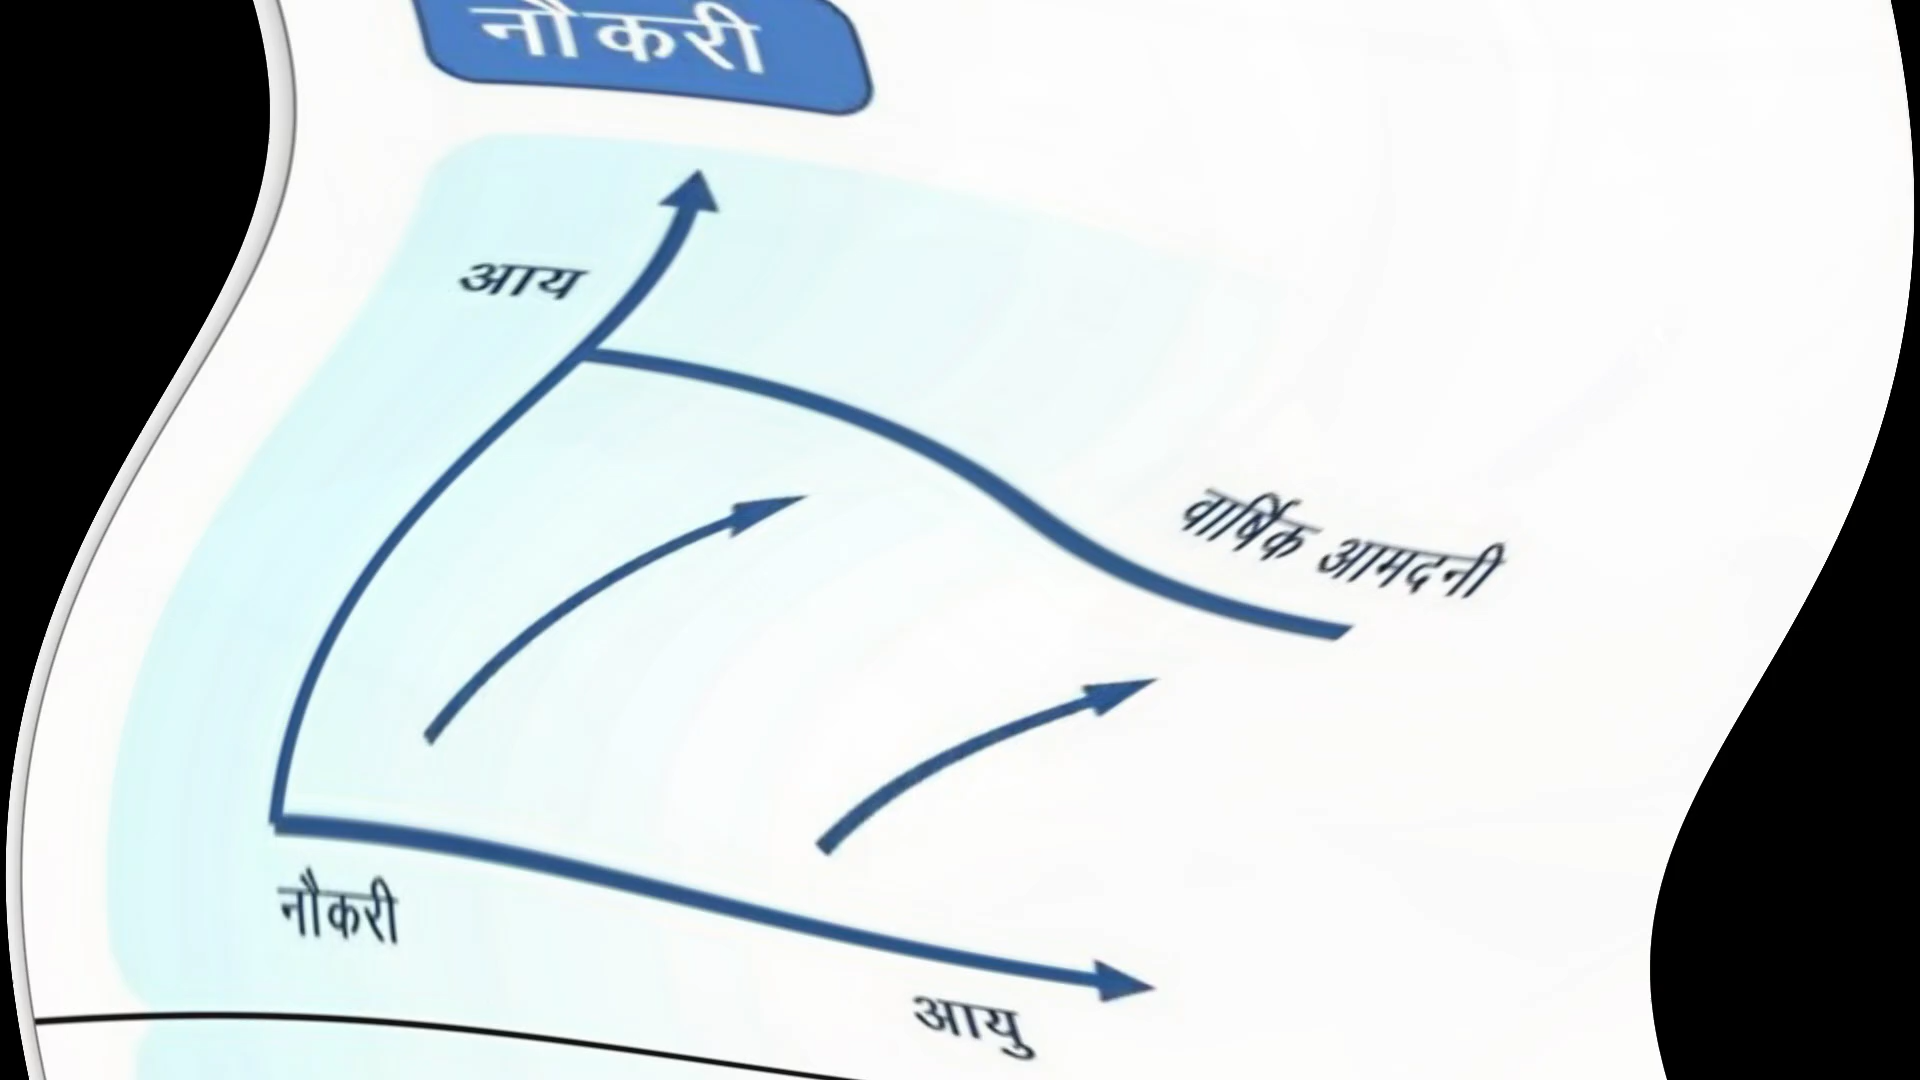 नौकरी
आय
वार्षिक आमदनी
नौकरी
आयु